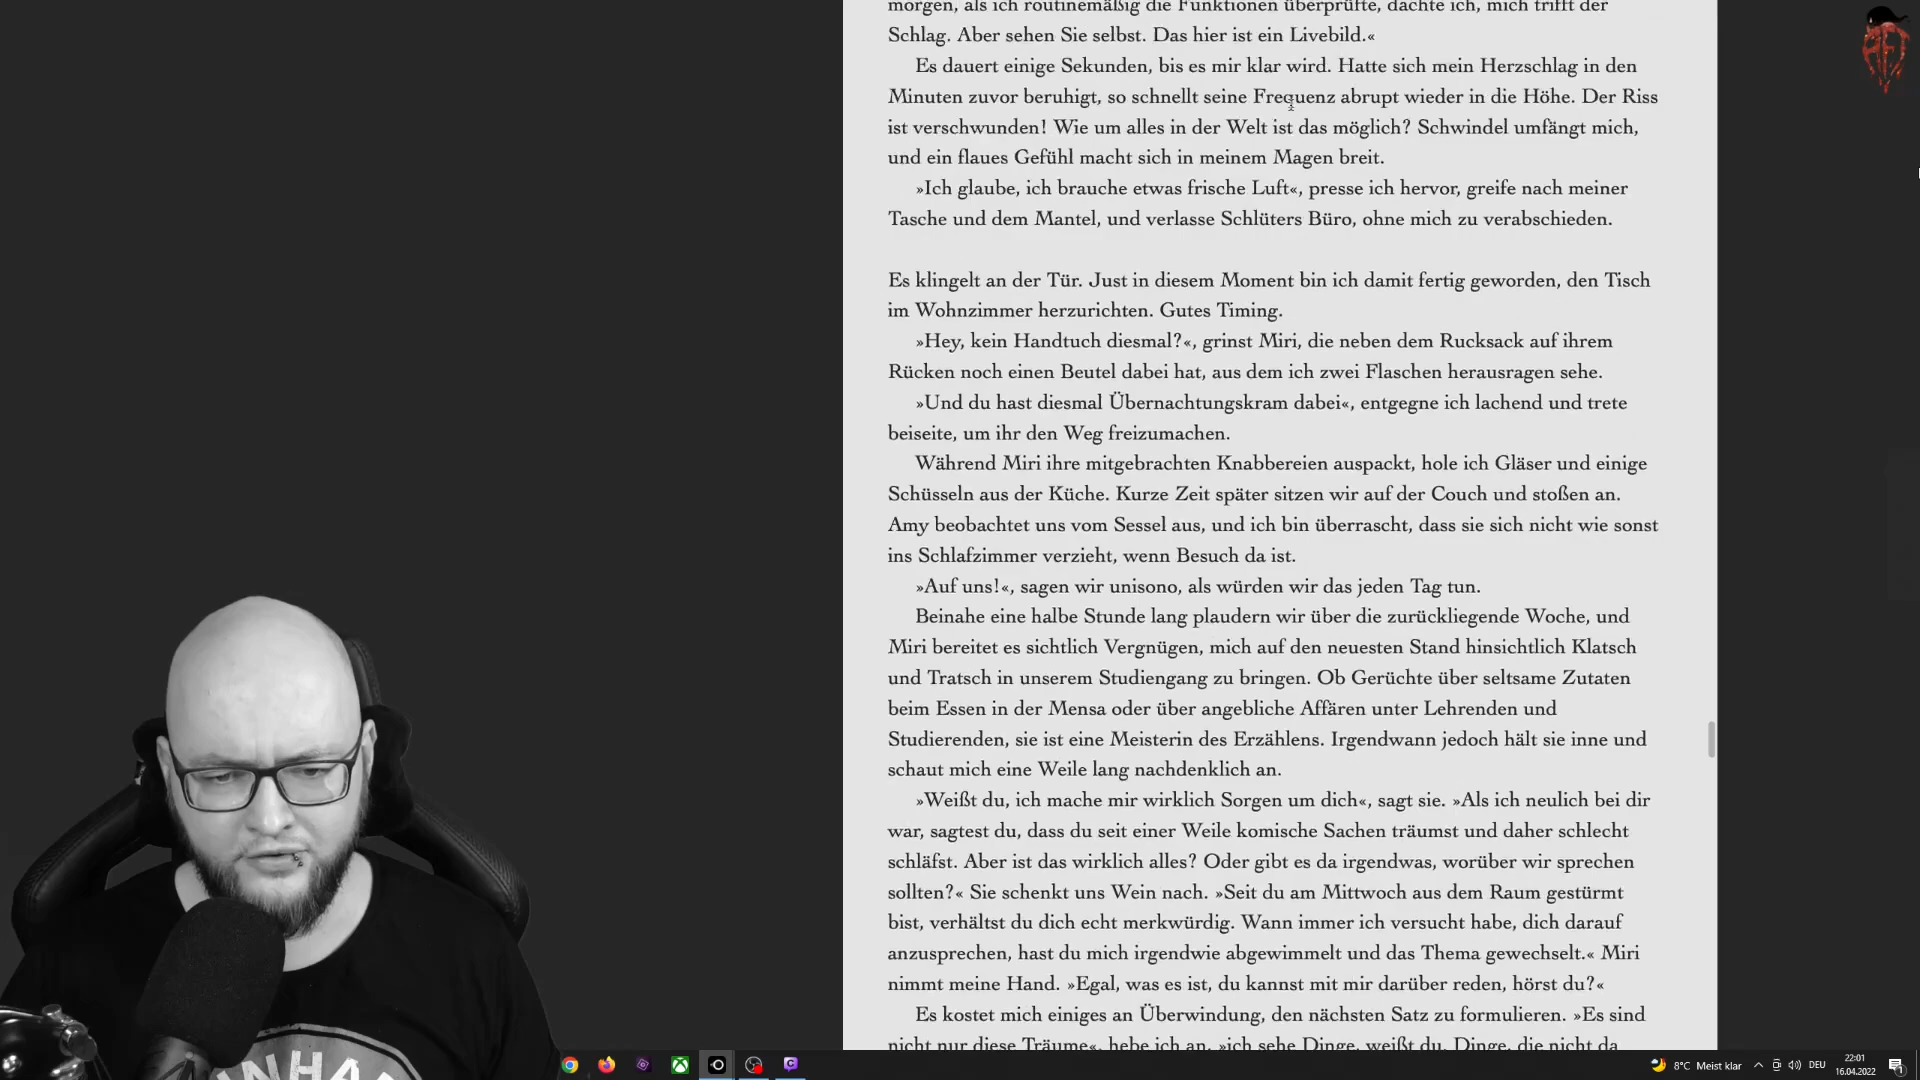 morgen, als ich routinemäßig die Funktionen überprüfte, dachte ich, mich trifft der
Schlag. Aber sehen Sie selbst. Das hier ist ein Livebild.«
Es dauert einige Sekunden, bis es mir klar wird. Hatte sich mein Herzschlag in den
Minuten zuvor beruhigt, so schnellt seine Frequenz abrupt wieder in die Höhe. Der Riss
ist verschwunden! Wie um alles in der Welt ist das möglich? Schwindel umfängt mich,
und ein flaues Gefühl macht sich in meinem Magen breit.
»Ich glaube, ich brauche etwas frische Luft«, presse ich hervor, greife nach meiner
Tasche und dem Mantel, und verlasse Schlüters Büro, ohne mich zu verabschieden.
Es klingelt an der Tür. Just in diesem Moment bin ich damit fertig geworden, den Tisch
im Wohnzimmer herzurichten. Gutes Timing.
»Hey, kein Handtuch diesmal?«, grinst Miri, die neben dem Rucksack auf ihrem
Rücken noch einen Beutel dabei hat, aus dem ich zwei Flaschen herausragen sehe.
»Und du hast diesmal Übernachtungskram dabei«, entgegne ich lachend und trete
beiseite, um ihr den Weg freizumachen.
Während Miri ihre mitgebrachten Knabbereien auspackt, hole ich Gläser und einige
Schüsseln aus der Küche. Kurze Zeit später sitzen wir auf der Couch und stoßen an.
Amy beobachtet uns vom Sessel aus, und ich bin überrascht, dass sie sich nicht wie sonst
ins Schlafzimmer verzieht, wenn Besuch da ist.
»Auf uns!«, sagen wir unisono, als würden wir das jeden Tag tun.
Beinahe eine halbe Stunde lang plaudern wir über die zurückliegende Woche, und
Miri bereitet es sichtlich Vergnügen, mich auf den neuesten Stand hinsichtlich Klatsch
und Tratsch in unserem Studiengang zu bringen. Ob Gerüchte über seltsame Zutaten
beim Essen in der Mensa oder über angebliche Affären unter Lehrenden und
Studierenden, sie ist eine Meisterin des Erzählens. Irgendwann jedoch hält sie inne und
schaut mich eine Weile lang nachdenklich an.
»Weißt du, ich mache mir wirklich Sorgen um dich«, sagt sie. »Als ich neulich bei dir
war, sagtest du, dass du seit einer Weile komische Sachen träumst und daher schlecht
schläfst. Aber ist das wirklich alles? Oder gibt es da irgendwas, worüber wir sprechen
sollten?« Sie schenkt uns Wein nach. »Seit du am Mittwoch aus dem Raum gestürmt
bist, verhältst du dich echt merkwürdig. Wann immer ich versucht habe, dich darauf
anzusprechen, hast du mich irgendwie abgewimmelt und das Thema gewechselt.« Miri
nimmt meine Hand. »Egal, was es ist, du kannst mit mir darüber reden, hörst du?«
Es kostet mich einiges an Überwindung, den nächsten Satz zu formulieren. »Es sind
nicht nur diese Träume«, hebe ich an, »ich sehe Dinge, weißt du, Dinge, die nicht da
8°C Meist klar
DEU
22:01
16.04.2022